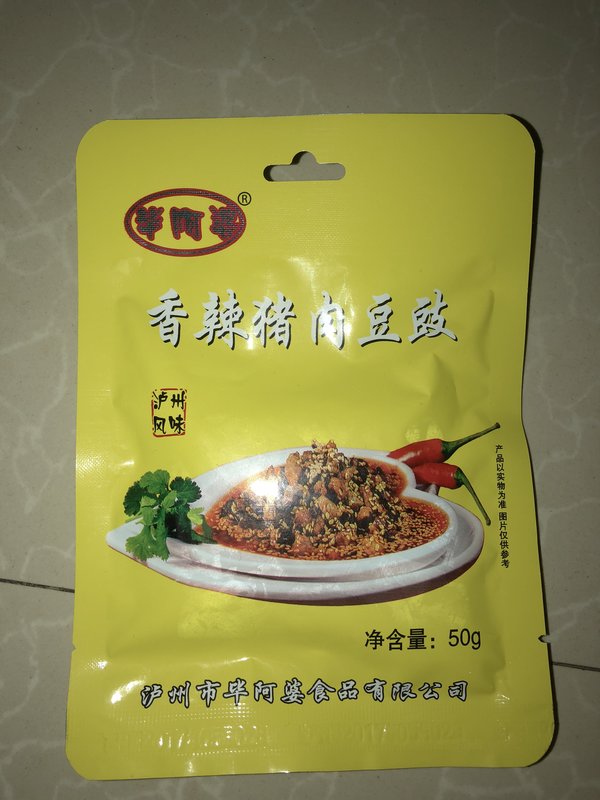 毕阿婆®
香辣猪肉豆豉
泸州
风味
产品以实物为准 图片仅供参考
净含量：50g
泸州市毕阿婆食品有限公司